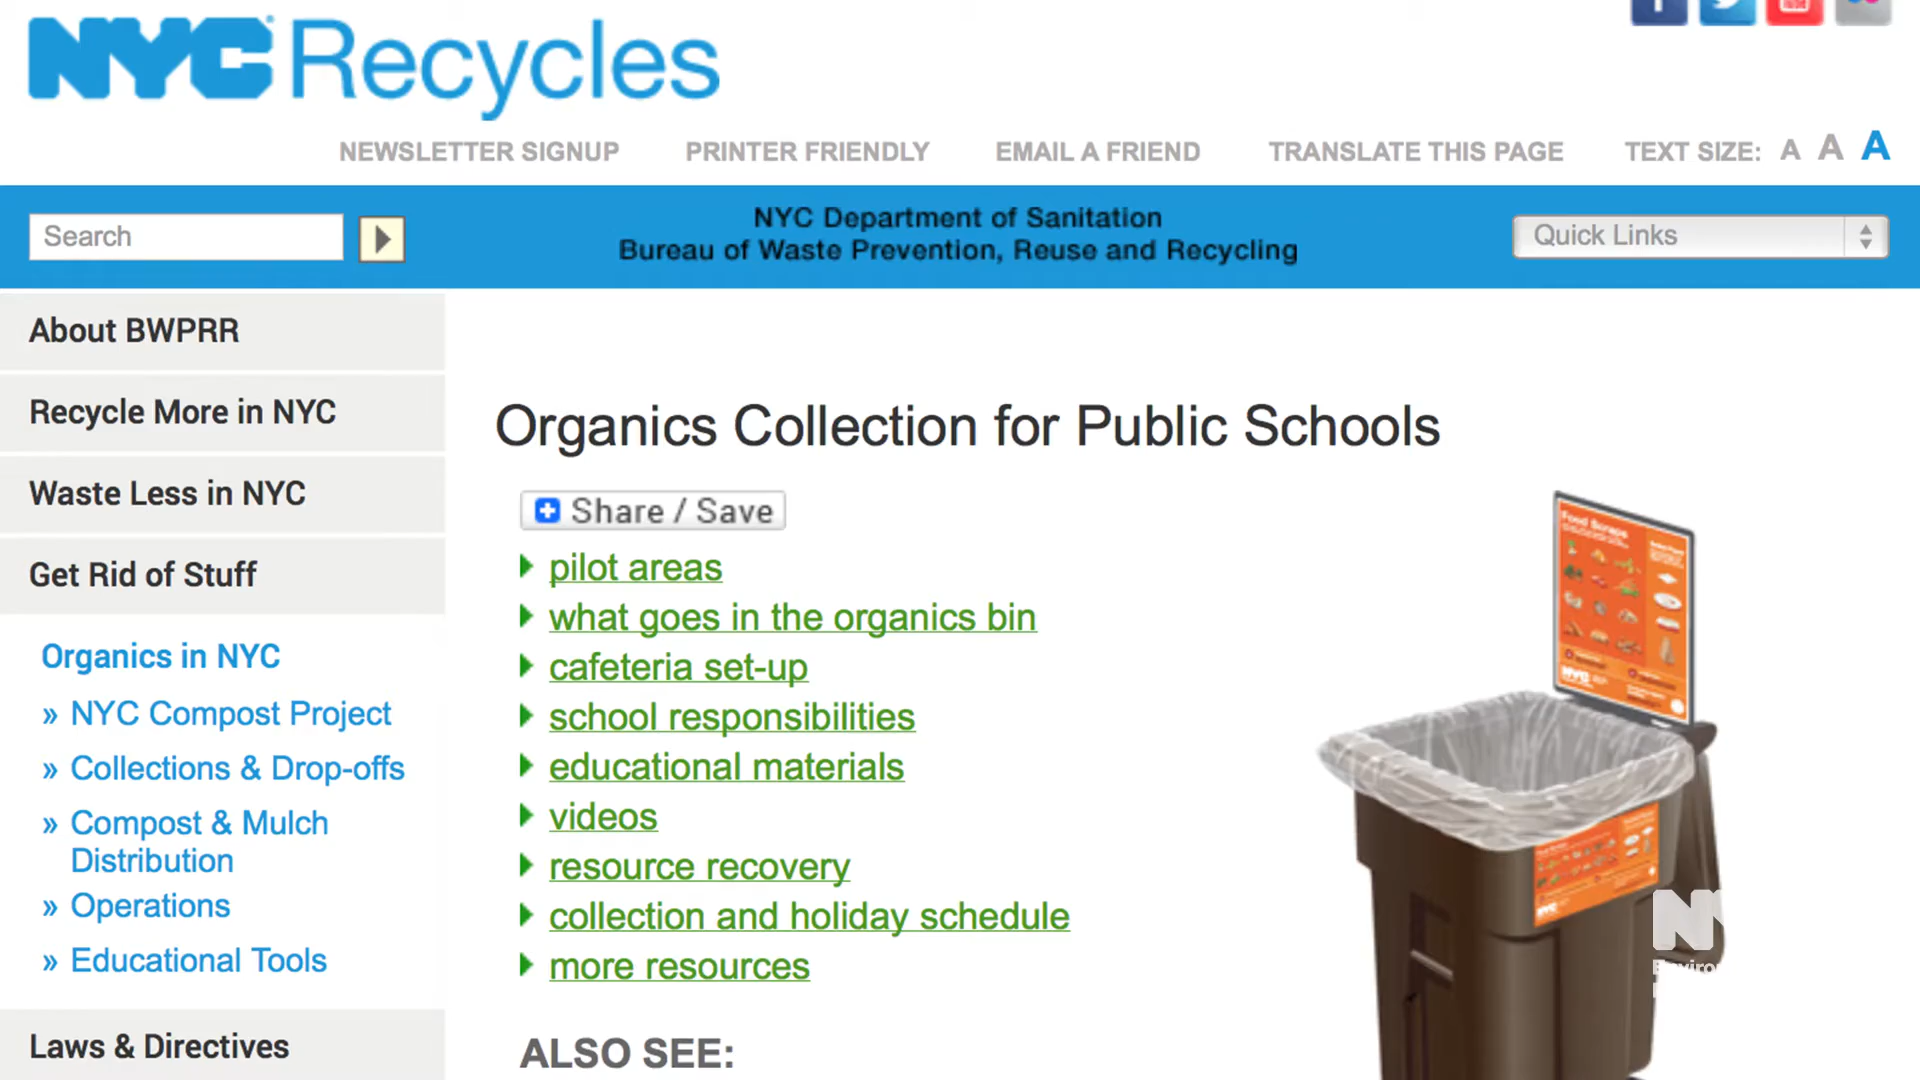 NYC Recycles
NEWSLETTER SIGNUP PRINTER FRIENDLY EMAIL A FRIEND TRANSLATE THIS PAGE TEXT SIZE: A A A
Search
NYC Department of Sanitation
Bureau of Waste Prevention, Reuse and Recycling
Quick Links
About BWPRR
Recycle More in NYC
Waste Less in NYC
Get Rid of Stuff
Organics in NYC
» NYC Compost Project
» Collections & Drop-offs
» Compost & Mulch
Distribution
» Operations
» Educational Tools
Laws & Directives
Organics Collection for Public Schools
Share / Save
pilot areas
what goes in the organics bin
cafeteria set-up
school responsibilities
educational materials
videos
resource recovery
collection and holiday schedule
more resources
ALSO SEE:
Food Scraps
NYC